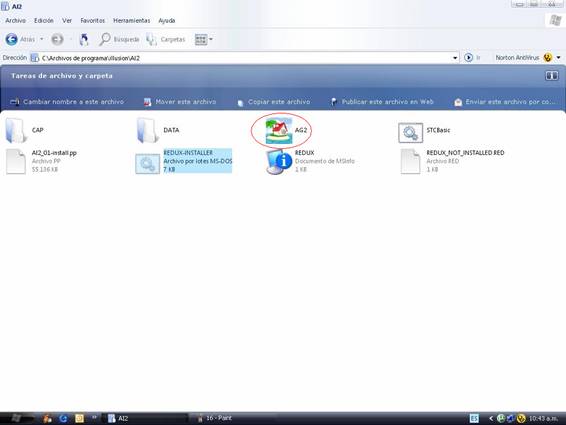 AI2
Archivo Edición Ver Favoritos Herramientas Ayuda
Atrás Búsqueda Carpetas
Dirección C:\Archivos de programa\illusion\AI2 Ir Norton AntiVirus
Tareas de archivo y carpeta
Cambiar nombre a este archivo Mover este archivo Copiar este archivo Publicar este archivo en Web Enviar este archivo por co...
CAP DATA AG2 STCBasic
AI2_01-install.pp REDUX-INSTALLER REDUX REDUX_NOT_INSTALLED.RED
Archivo PP Archivo por lotes MS-DOS Documento de MSInfo Archivo RED
55.136 KB 7 KB 1 KB 1 KB
AI2 16 - Paint ES 10:43 a.m.